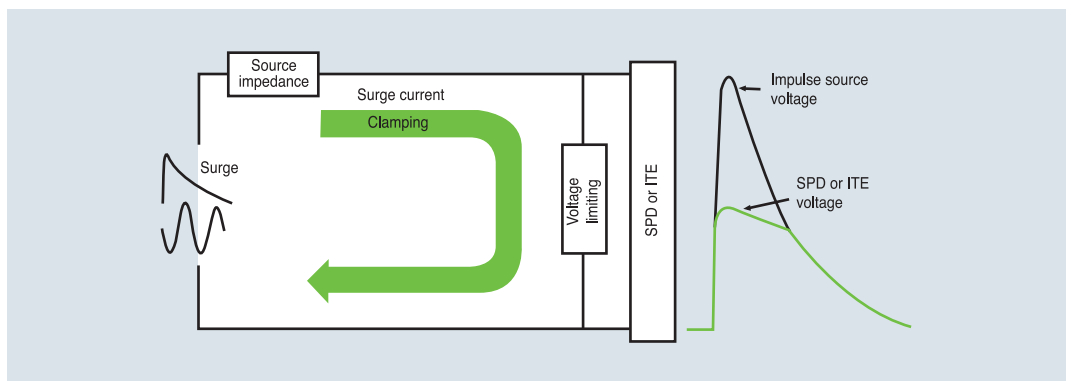 Source
impedance
Surge current
Clamping
Surge
Voltage
limiting
SPD or ITE
Impulse source
voltage
SPD or ITE
voltage